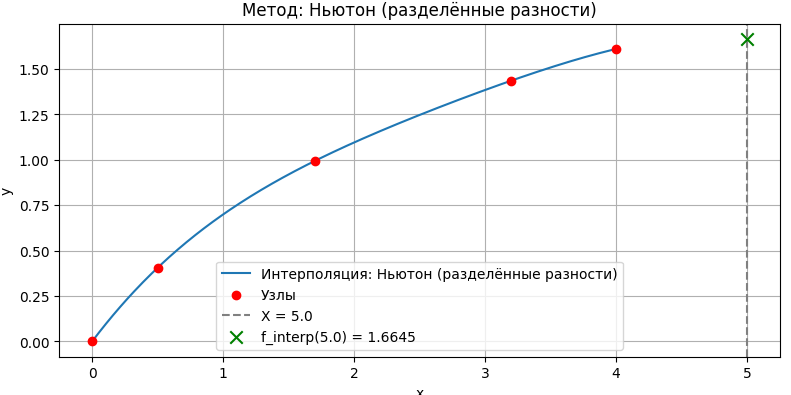 Метод: Ньютон (разделённые разности)
1.50
1.25
1.00
0.75
0.50
0.25
0.00
y
Интерполяция: Ньютон (разделённые разности)
Узлы
X = 5.0
f_interp(5.0) = 1.6645
0 1 2 3 4 5
x